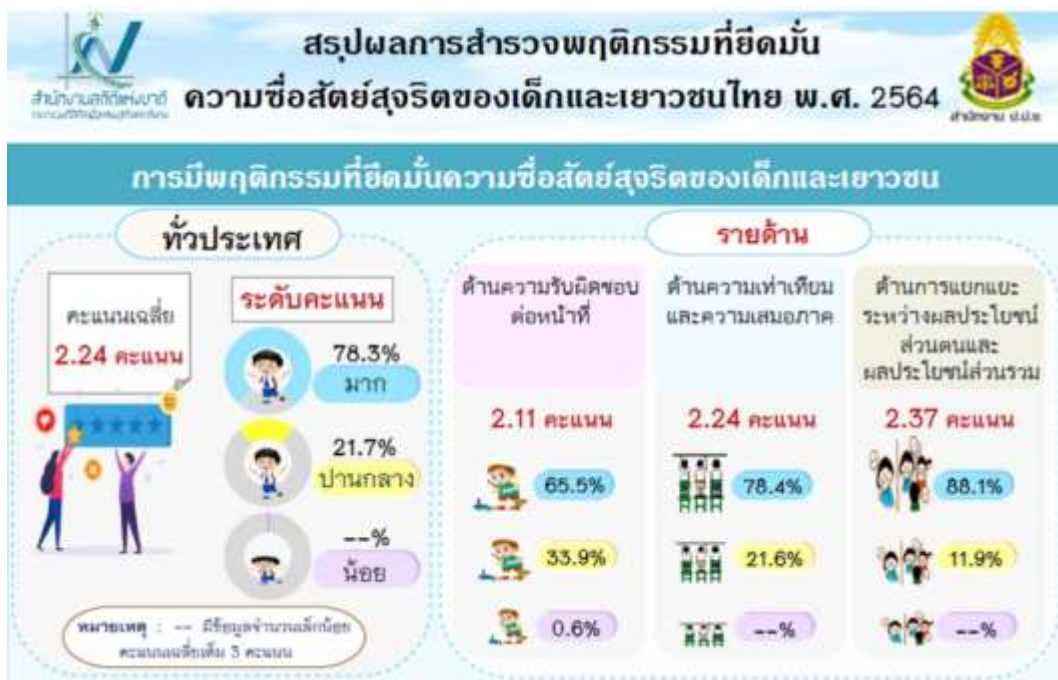 สรุปผลการสำรวจพฤติกรรมที่ยึดมั่น
ความซื่อสัตย์สุจริตของเด็กและเยาวชนไทย พ.ศ. 2564
สำนักงานสถิติแห่งชาติ
สำนักงาน ป.ป.ช
การมีพฤติกรรมที่ยึดมั่นความซื่อสัตย์สุจริตของเด็กและเยาวชน
ทั่วประเทศ
คะแนนเฉลี่ย
2.24 คะแนน
ระดับคะแนน
78.3%
มาก
21.7%
ปานกลาง
--%
น้อย
หมายเหตุ : -- มีข้อมูลจำนวนเล็กน้อย
คะแนนเฉลี่ยเต็ม 3 คะแนน
รายด้าน
ด้านความรับผิดชอบ
ต่อหน้าที่
2.11 คะแนน
65.5%
33.9%
0.6%
ด้านความเท่าเทียม
และความเสมอภาค
2.24 คะแนน
78.4%
21.6%
--%
ด้านการแยกแยะ
ระหว่างผลประโยชน์
ส่วนตนและ
ผลประโยชน์ส่วนรวม
2.37 คะแนน
88.1%
11.9%
--%